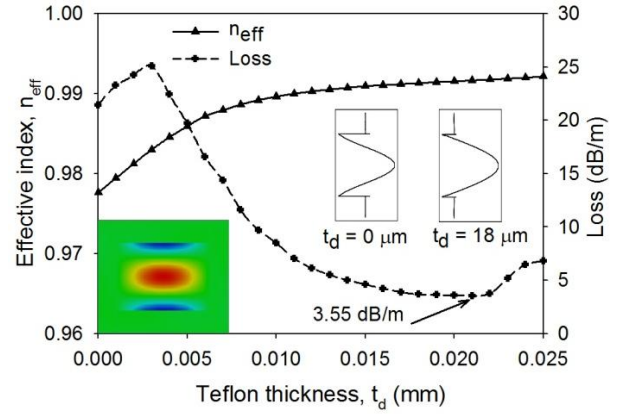 1.00
0.99
0.98
0.97
0.96
Effective index, n_eff
30
25
20
15
10
5
0
Loss (dB/m)
n_eff
Loss
t_d = 0 μm
t_d = 18 μm
3.55 dB/m
0.000
0.005
0.010
0.015
0.020
0.025
Teflon thickness, t_d (mm)